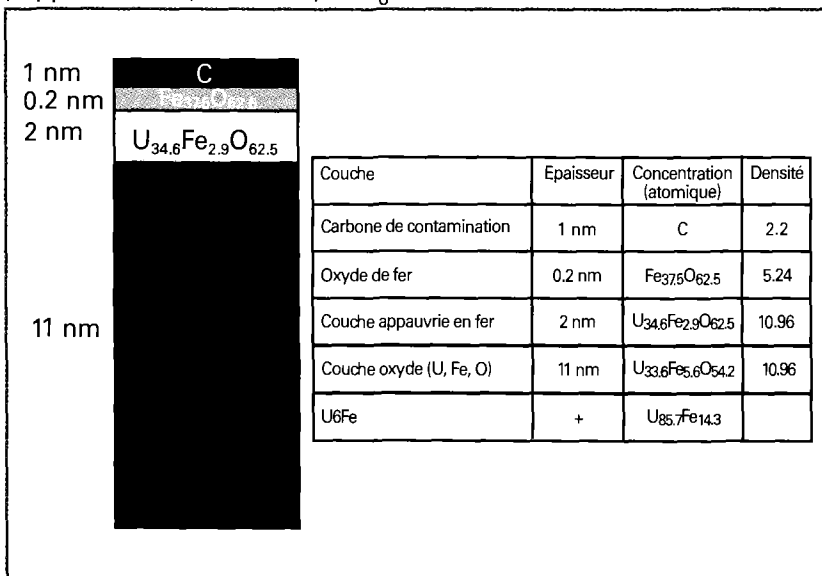 1 nm
C
0.2 nm
2 nm
U34.6Fe2.9O62.5
11 nm
Couche Epaisseur Concentration (atomique) Densité
Carbone de contamination 1 nm C 2.2
Oxyde de fer 0.2 nm Fe37.5O62.5 5.24
Couche appauvrie en fer 2 nm U34.6Fe2.9O62.5 10.96
Couche oxyde (U, Fe, O) 11 nm U33.6Fe5.6O54.2 10.96
U6Fe + U85.7Fe14.3